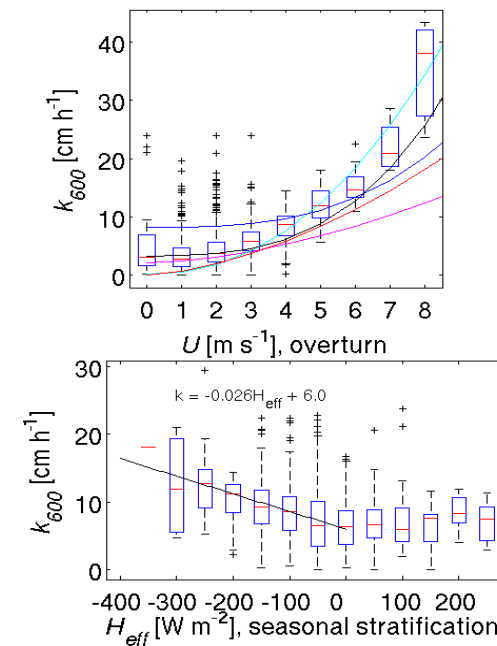 40
30
20
10
0
k600 [cm h-1]
0 1 2 3 4 5 6 7 8
U [m s-1], overturn
30
20
10
0
k600 [cm h-1]
k = -0.026Heff + 6.0
-400 -300 -200 -100 0 100 200
Heff [W m-2], seasonal stratification